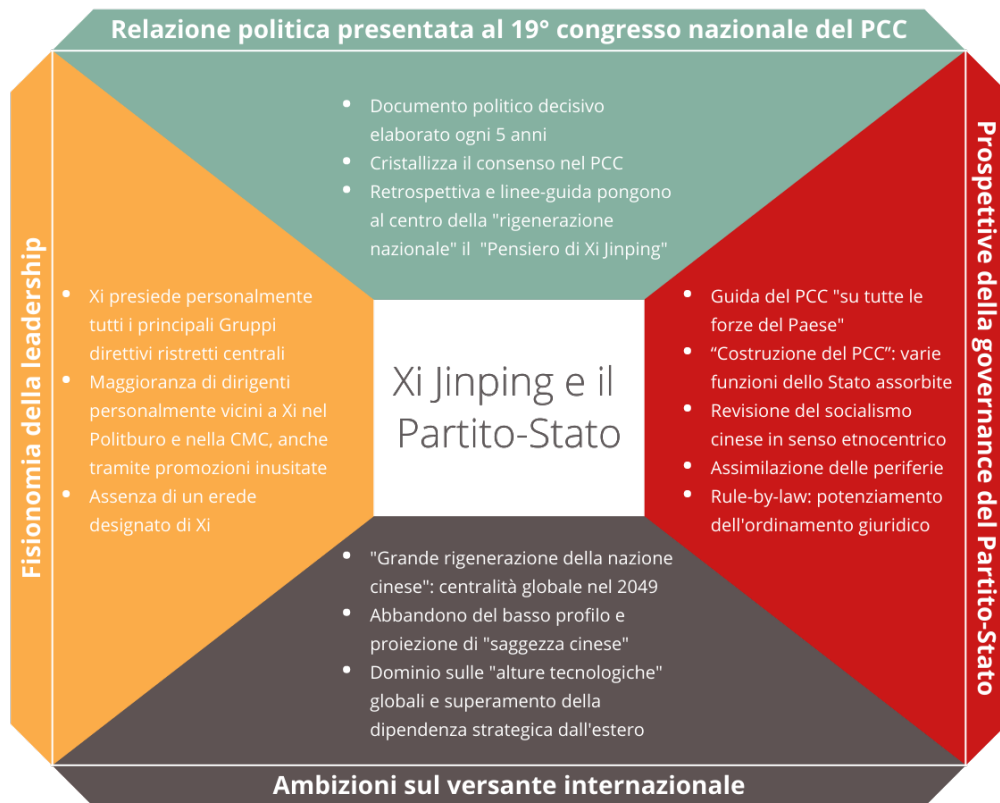 Relazione politica presentata al 19° congresso nazionale del PCC
• Documento politico decisivo
elaborato ogni 5 anni
• Cristallizza il consenso nel PCC
• Retrospettiva e linee-guida pongono
al centro della "rigenerazione
nazionale" il "Pensiero di Xi Jinping"
Fisionomia della leadership
• Xi presiede personalmente
tutti i principali Gruppi
direttivi ristretti centrali
• Maggioranza di dirigenti
personalmente vicini a Xi nel
Politburo e nella CMC, anche
tramite promozioni inusitate
• Assenza di un erede
designato di Xi
Xi Jinping e il
Partito-Stato
Prospettive della governance del Partito-Stato
• Guida del PCC "su tutte le
forze del Paese"
• “Costruzione del PCC”: varie
funzioni dello Stato assorbite
• Revisione del socialismo
cinese in senso etnocentrico
• Assimilazione delle periferie
• Rule-by-law: potenziamento
dell'ordinamento giuridico
• "Grande rigenerazione della nazione
cinese": centralità globale nel 2049
• Abbandono del basso profilo e
proiezione di "saggezza cinese"
• Dominio sulle "alture tecnologiche"
globali e superamento della
dipendenza strategica dall'estero
Ambizioni sul versante internazionale